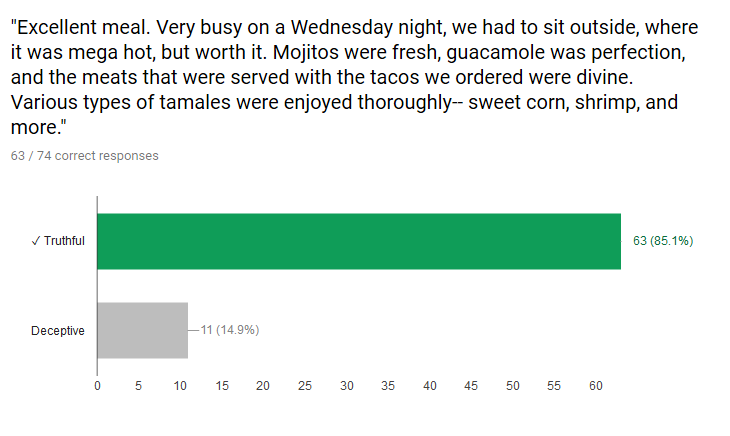 "Excellent meal. Very busy on a Wednesday night, we had to sit outside, where
it was mega hot, but worth it. Mojitos were fresh, guacamole was perfection,
and the meats that were served with the tacos we ordered were divine.
Various types of tamales were enjoyed thoroughly-- sweet corn, shrimp, and
more."
63 / 74 correct responses
✓ Truthful 63 (85.1%)
Deceptive 11 (14.9%)
0 5 10 15 20 25 30 35 40 45 50 55 60